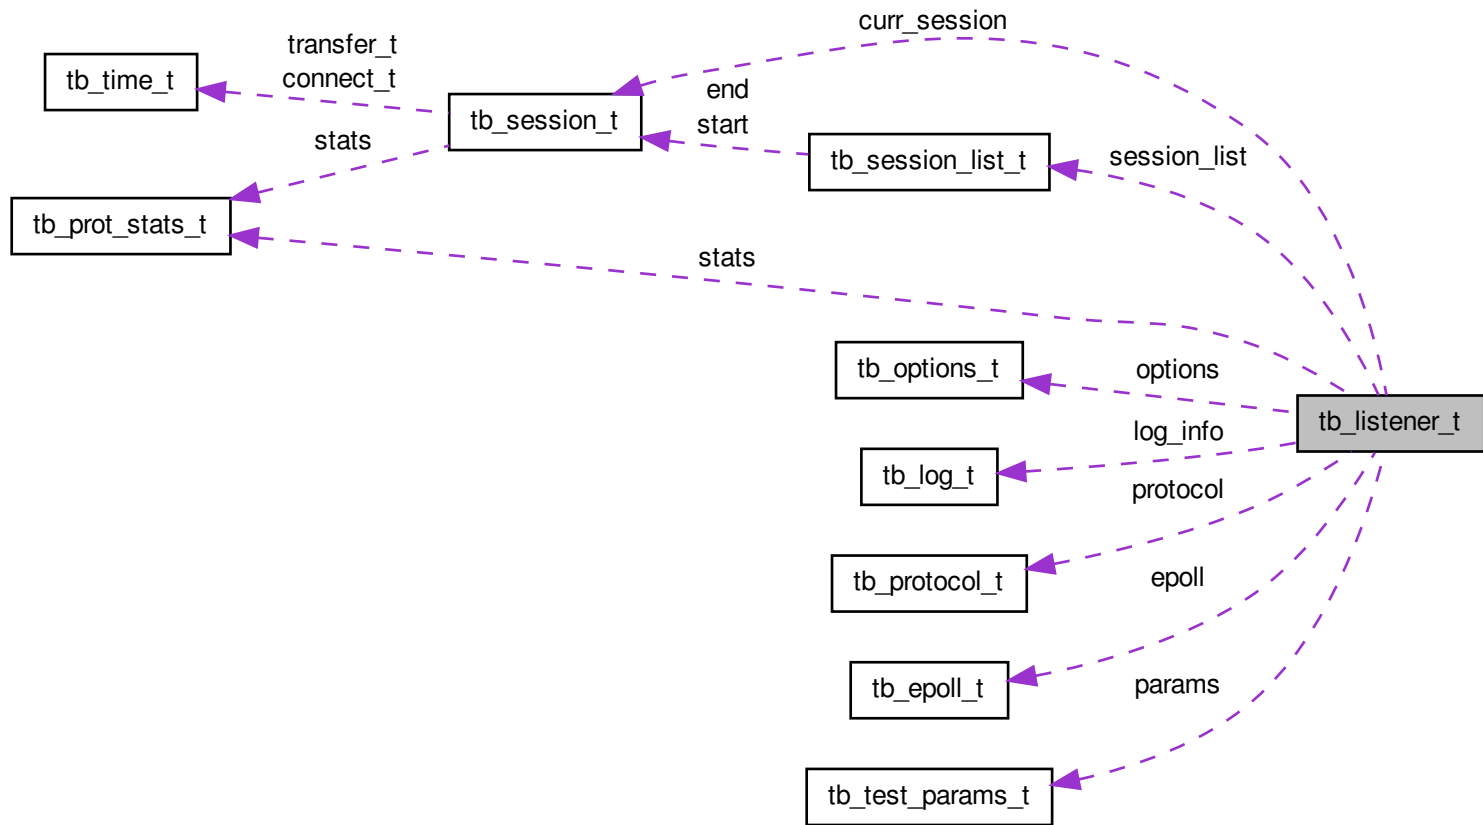 curr_session
transfer_t
connect_t
tb_time_t
end
start
tb_session_t
stats
session_list
tb_session_list_t
tb_prot_stats_t
stats
tb_options_t
options
tb_listener_t
log_info
tb_log_t
protocol
tb_protocol_t
epoll
tb_epoll_t
params
tb_test_params_t